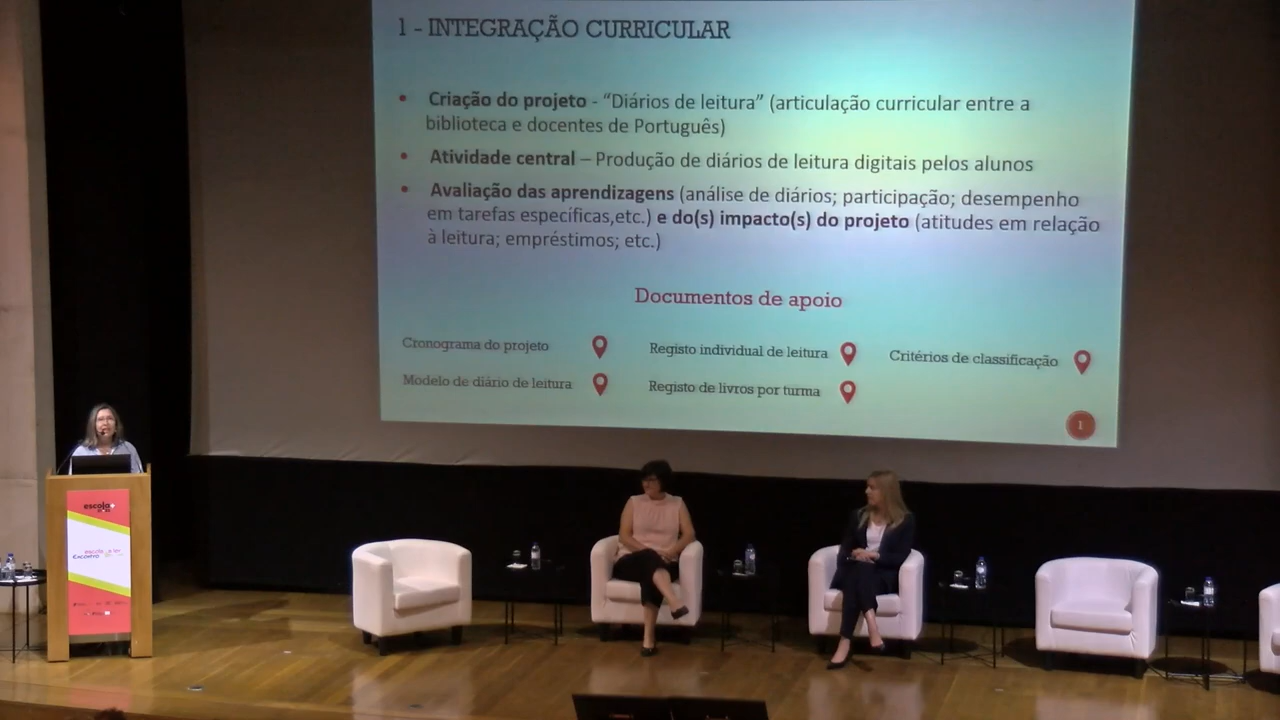 1 - INTEGRAÇÃO CURRICULAR
• Criação do projeto - “Diários de leitura” (articulação curricular entre a
biblioteca e docentes de Português)
• Atividade central – Produção de diários de leitura digitais pelos alunos
• Avaliação das aprendizagens (análise de diários; participação; desempenho
em tarefas específicas,etc.) e do(s) impacto(s) do projeto (atitudes em relação
à leitura; empréstimos; etc.)
Documentos de apoio
Cronograma do projeto
Registo individual de leitura
Critérios de classificação
Modelo de diário de leitura
Registo de livros por turma
1
escola